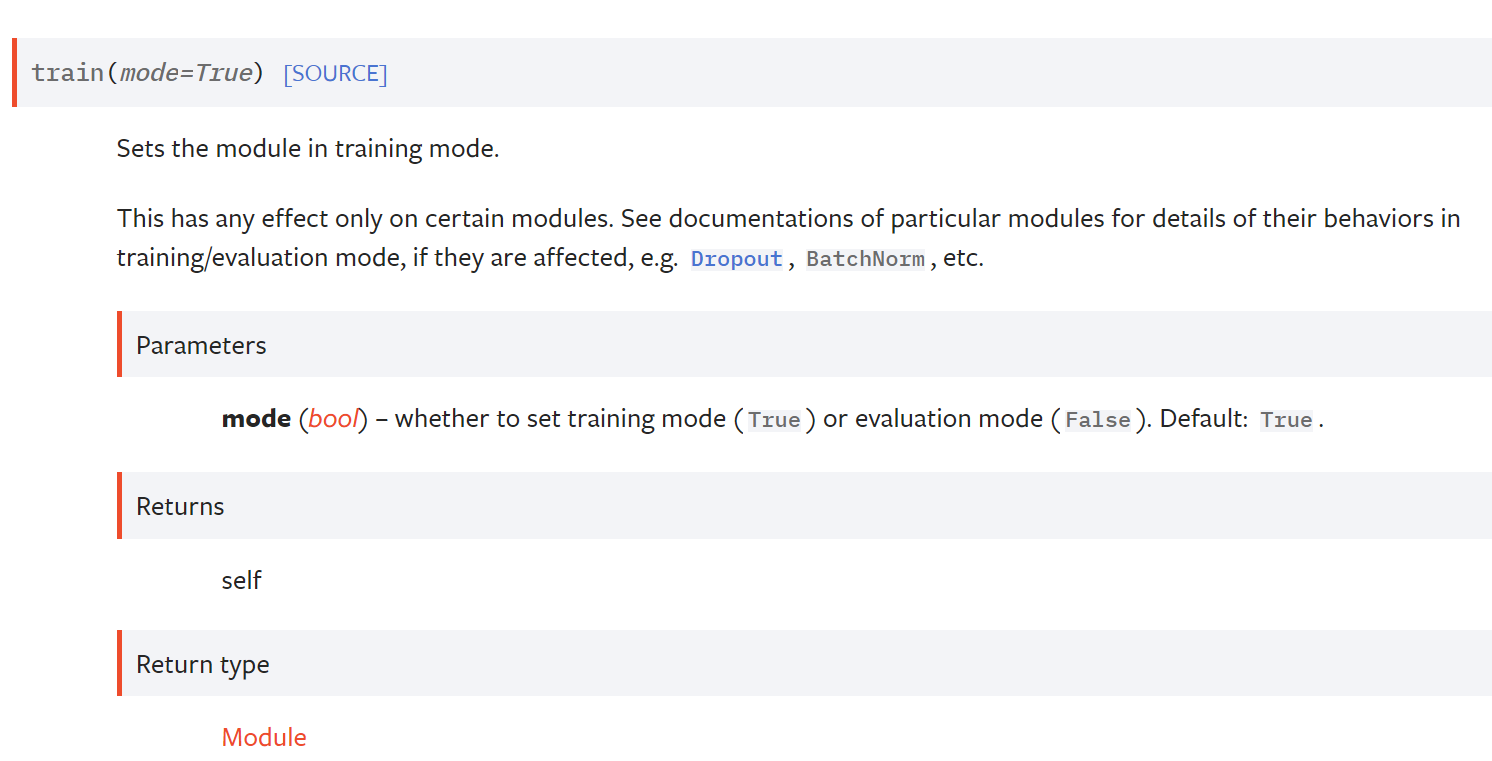 train(mode=True) [SOURCE]
Sets the module in training mode.
This has any effect only on certain modules. See documentations of particular modules for details of their behaviors in
training/evaluation mode, if they are affected, e.g. Dropout, BatchNorm, etc.
Parameters
mode (bool) – whether to set training mode (True) or evaluation mode (False). Default: True.
Returns
self
Return type
Module